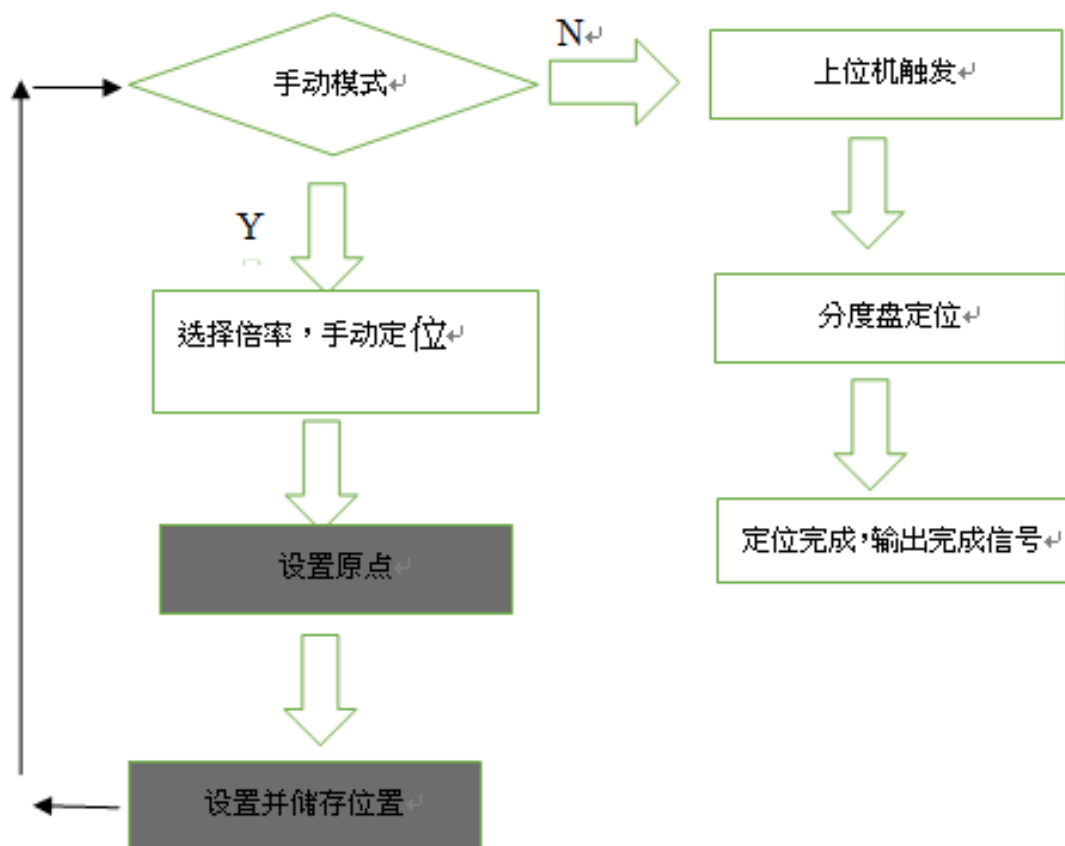 手动模式↵
N↵
上位机触发↵
Y
选择倍率，手动定位↵
分度盘定位↵
设置原点↵
定位完成，输出完成信号↵
设置并储存位置↵